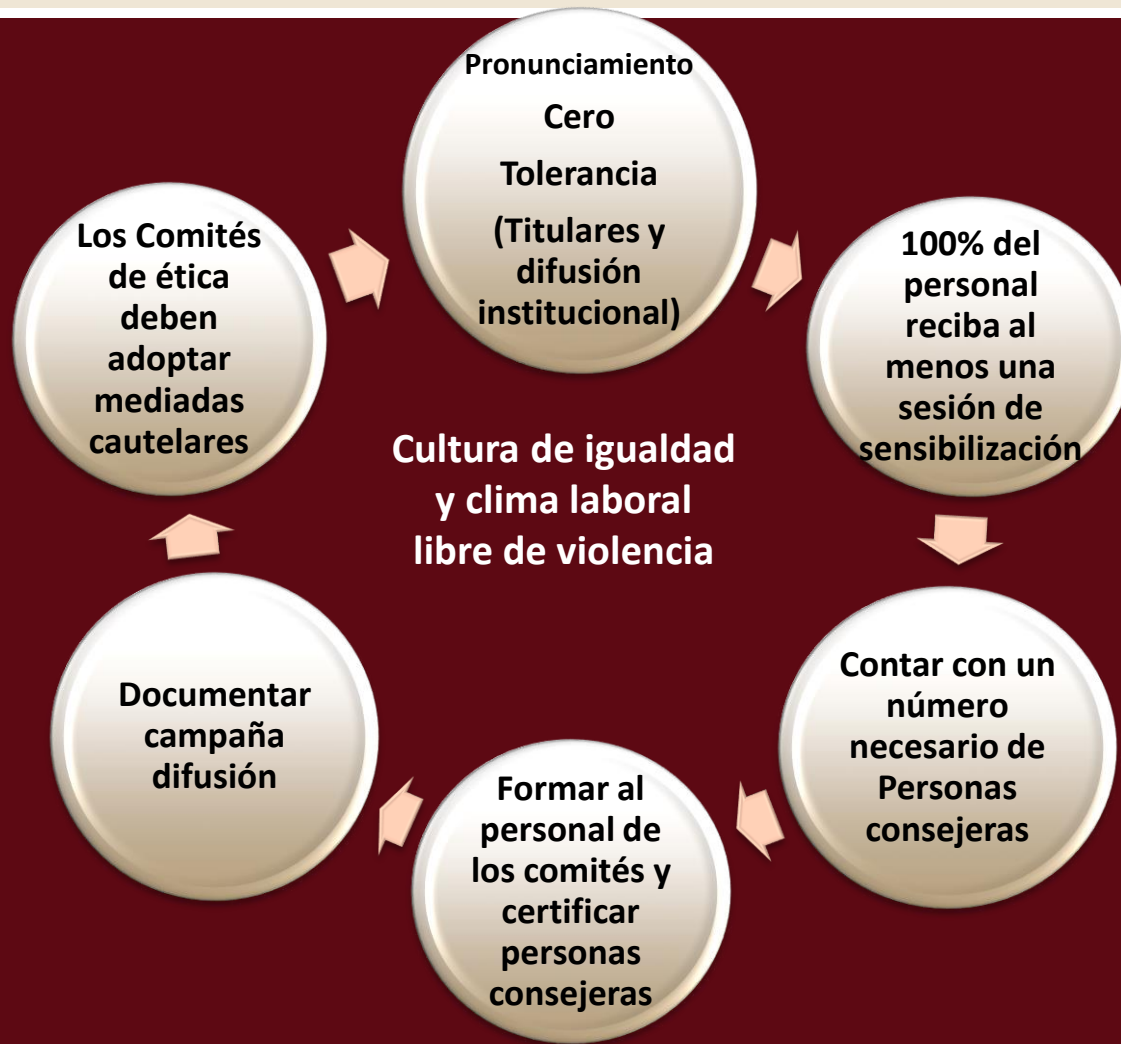 Pronunciamiento
Cero
Tolerancia
(Titulares y
difusión
institucional)
100% del
personal
reciba al
menos una
sesión de
sensibilización
Contar con un
número
necesario de
Personas
consejeras
Formar al
personal de
los comités y
certificar
personas
consejeras
Documentar
campaña
difusión
Los Comités
de ética
deben
adoptar
mediadas
cautelares
Cultura de igualdad
y clima laboral
libre de violencia